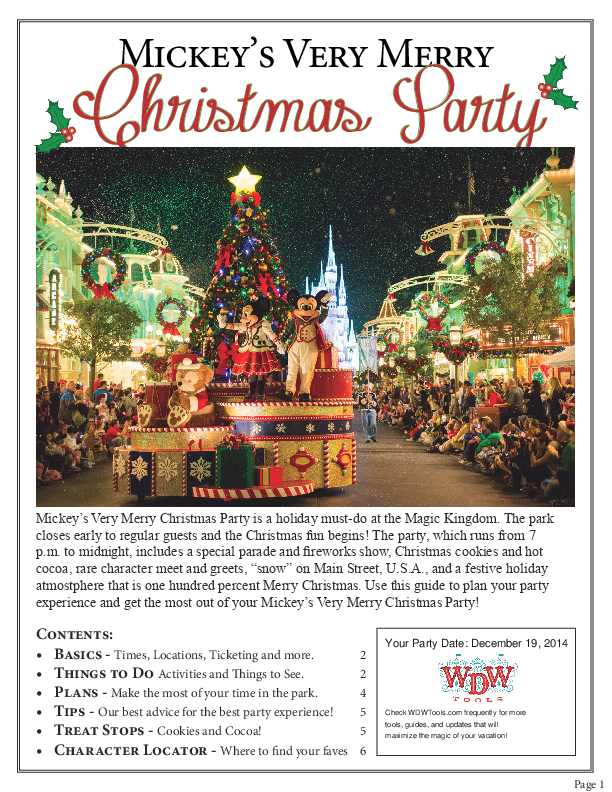 Mickey’s Very Merry
Christmas Party
Mickey’s Very Merry Christmas Party is a holiday must-do at the Magic Kingdom. The park
closes early to regular guests and the Christmas fun begins! The party, which runs from 7
p.m. to midnight, includes a special parade and fireworks show, Christmas cookies and hot
cocoa, rare character meet and greets, “snow” on Main Street, U.S.A., and a festive holiday
atmostphere that is one hundred percent Merry Christmas. Use this guide to plan your party
experience and get the most out of your Mickey’s Very Merry Christmas Party!
Contents:
• Basics - Times, Locations, Ticketing and more. 2
• Things to Do Activities and Things to See. 2
• Plans - Make the most of your time in the park. 4
• Tips - Our best advice for the best party experience! 5
• Treat Stops - Cookies and Cocoa! 5
• Character Locator - Where to find your faves 6
Your Party Date: December 19, 2014
WDW
TOOLS
Check WDWTools.com frequently for more
tools, guides, and updates that will
maximize the magic of your vacation!
Page 1